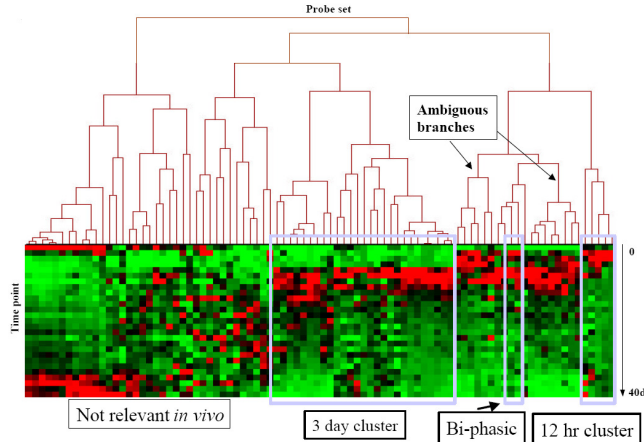 Probe set
Ambiguous
branches
0
Time point
40d
Not relevant in vivo
3 day cluster
Bi-phasic
12 hr cluster